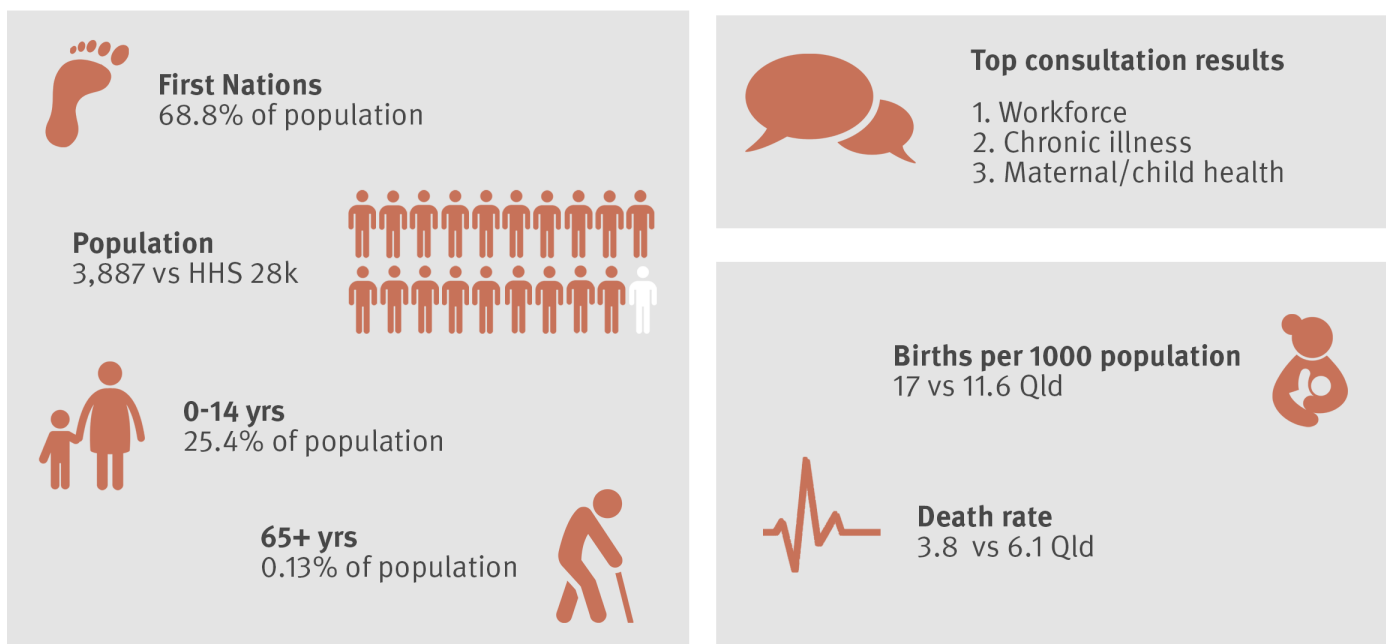 First Nations
68.8% of population
Population
3,887 vs HHS 28k
0-14 yrs
25.4% of population
65+ yrs
0.13% of population
Top consultation results
1. Workforce
2. Chronic illness
3. Maternal/child health
Births per 1000 population
17 vs 11.6 Qld
Death rate
3.8 vs 6.1 Qld